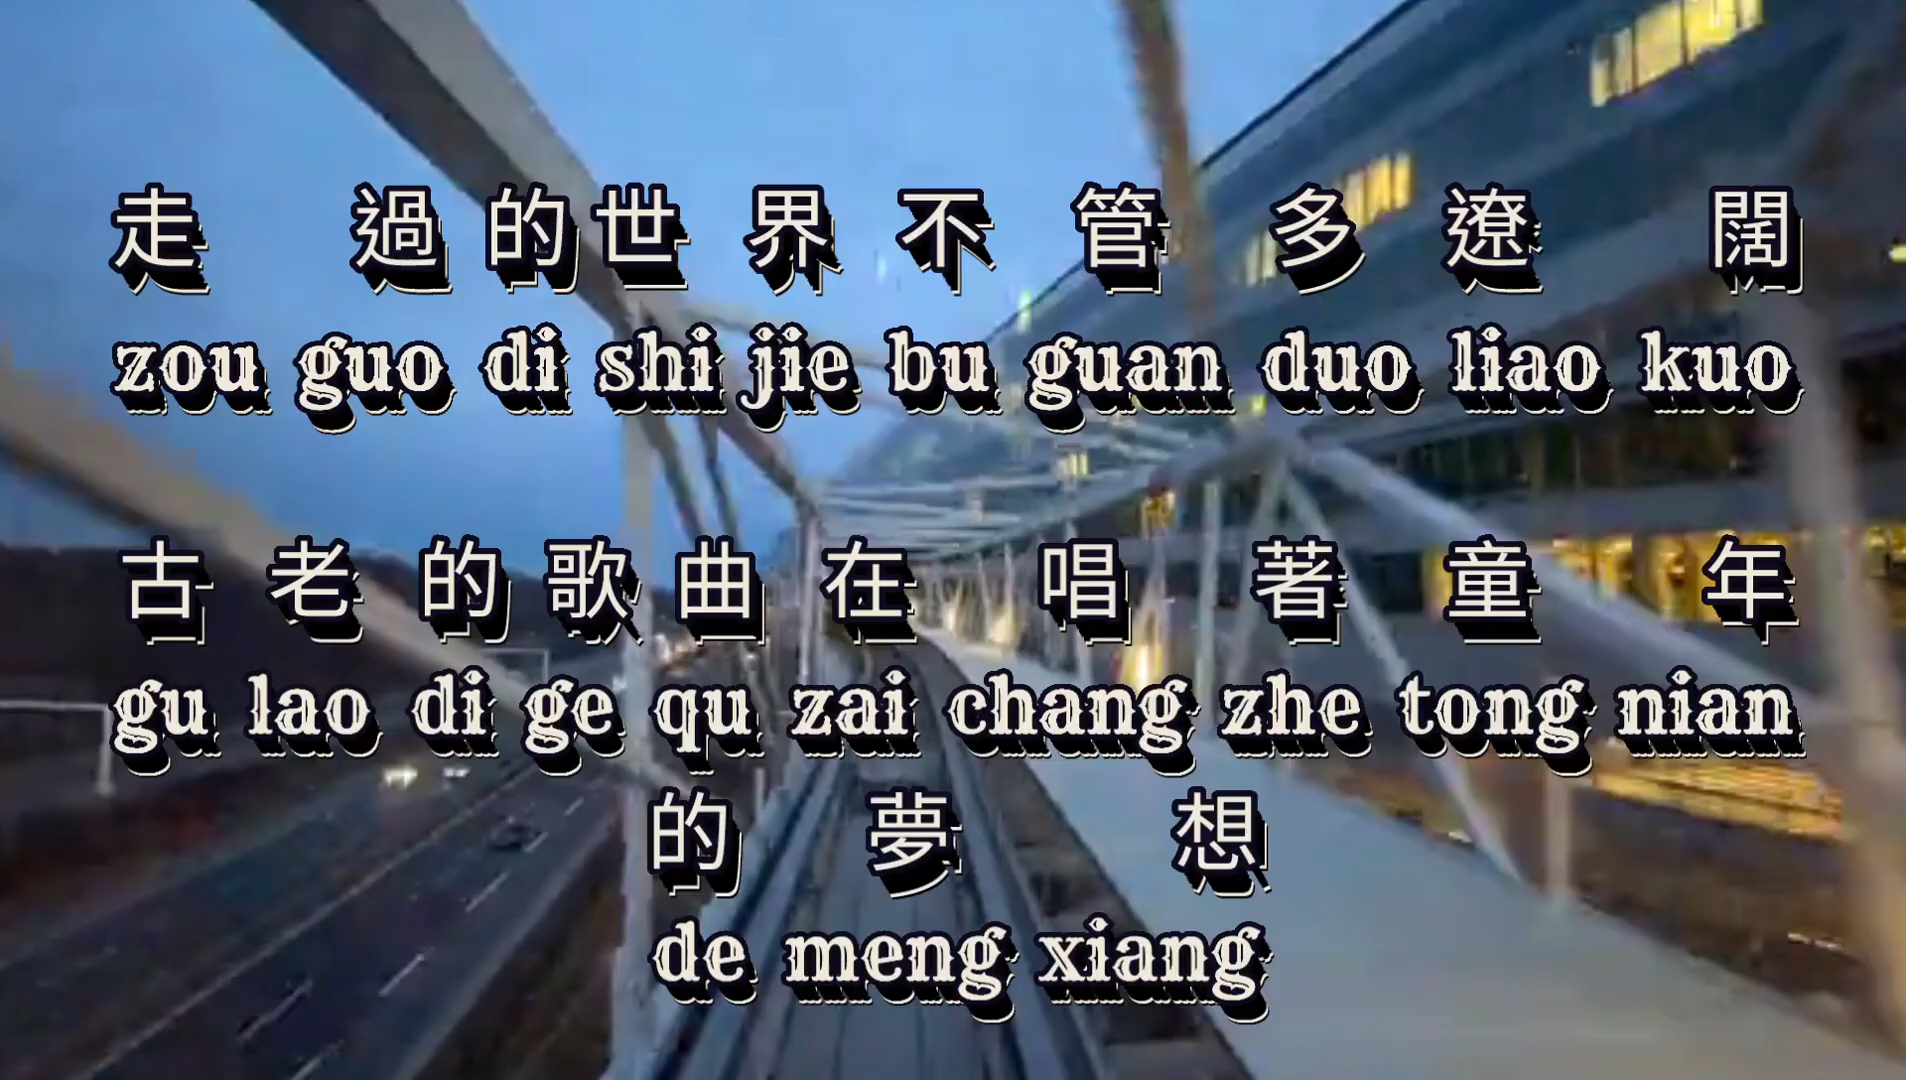 走過的世界不管多遼闊
zou guo di shi jie bu guan duo liao kuo
古老的歌曲在唱著童年
gu lao di ge qu zai chang zhe tong nian
的夢想
de meng xiang